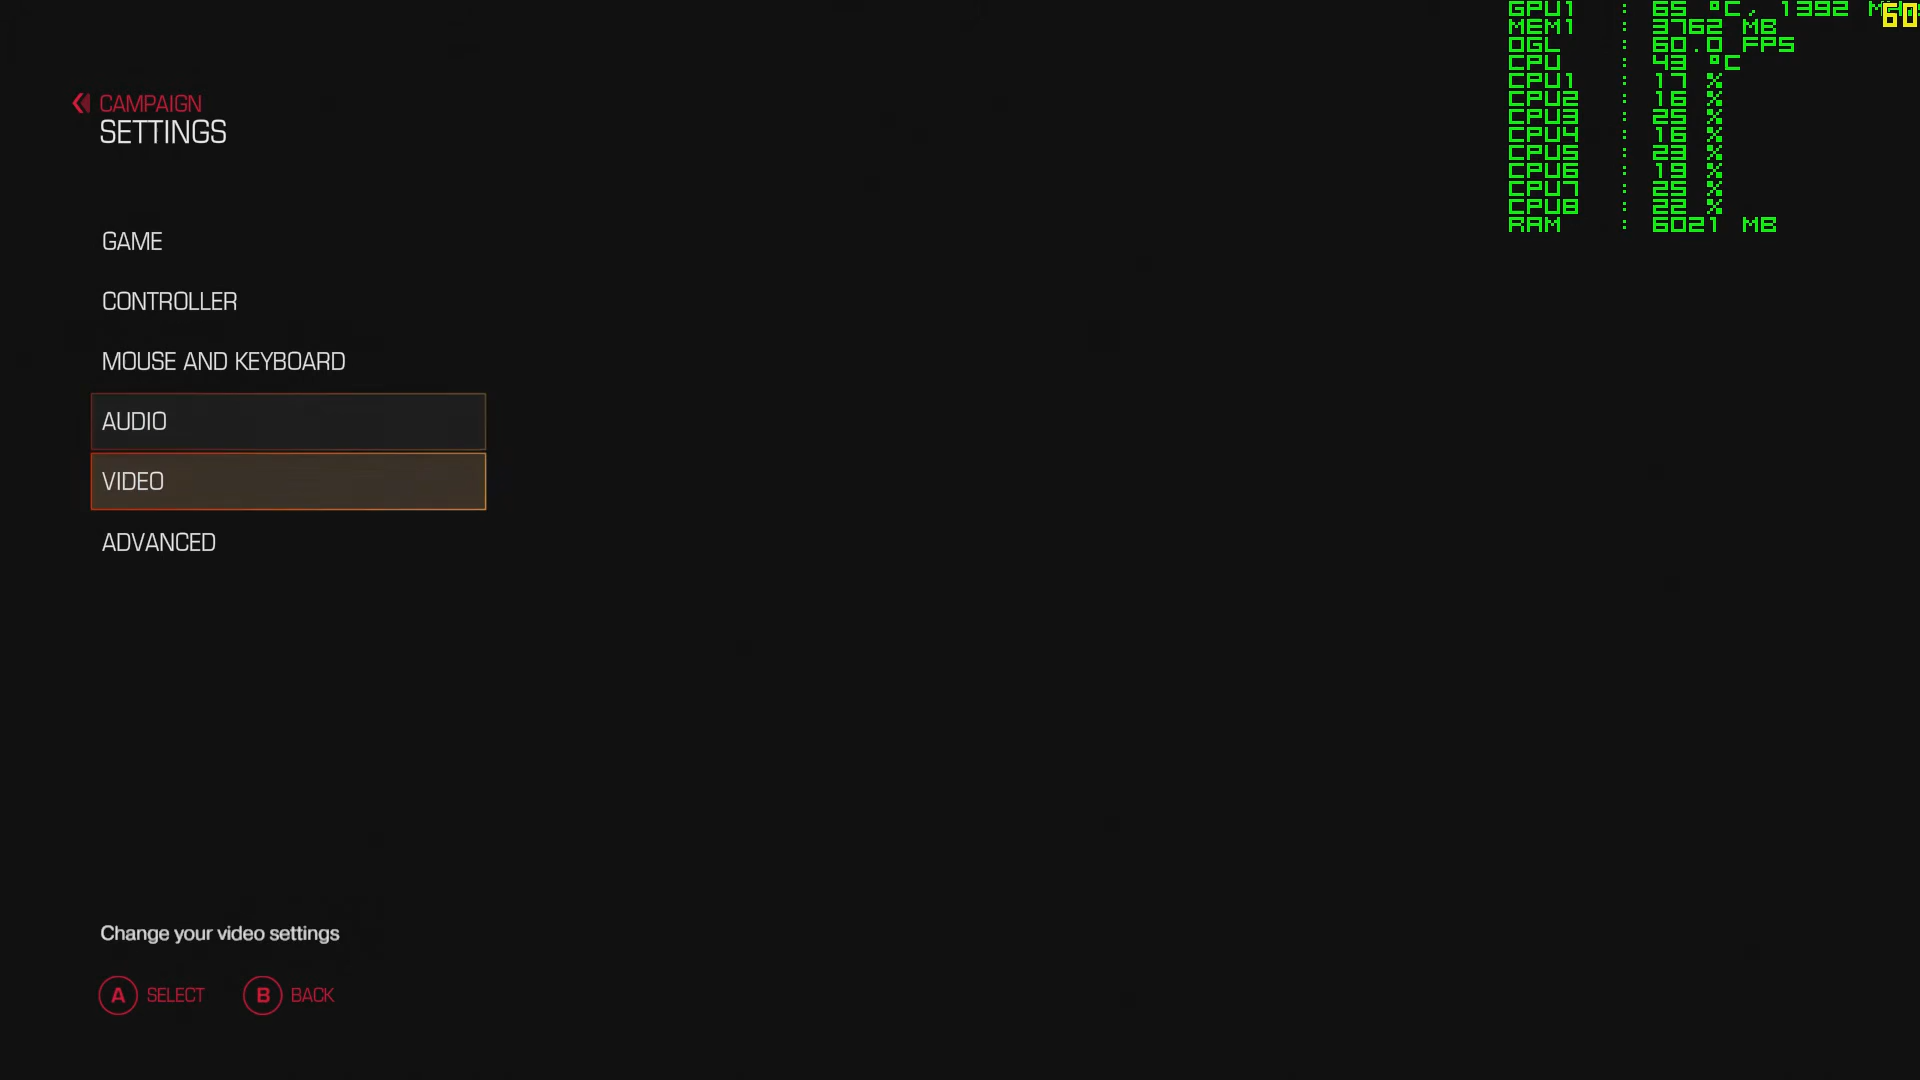 CAMPAIGN
SETTINGS
GAME
CONTROLLER
MOUSE AND KEYBOARD
AUDIO
VIDEO
ADVANCED
Change your video settings
A SELECT B BACK
GPU1 : 65 °C, 1392
60
MEM1 : 3762 MB
OGL : 60.0 FPS
CPU : 43 °C
CPU1 : 17 %
CPU2 : 16 %
CPU3 : 25 %
CPU4 : 16 %
CPU5 : 23 %
CPU6 : 19 %
CPU7 : 25 %
CPU8 : 22 %
RAM : 6021 MB